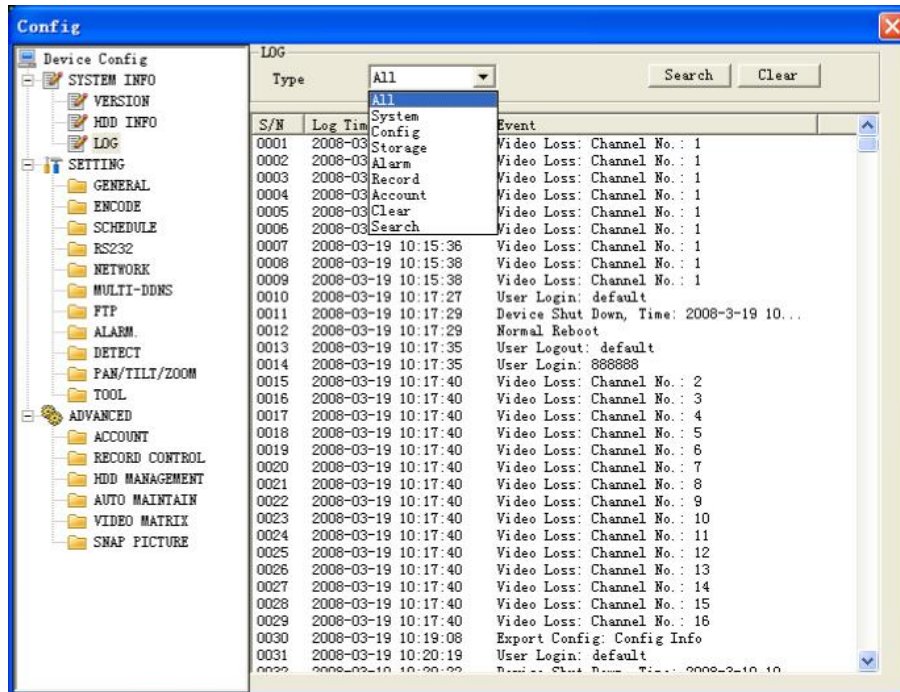 Config
Device Config
SYSTEM INFO
VERSION
HDD INFO
LOG
SETTING
GENERAL
ENCODE
SCHEDULE
RS232
NETWORK
MULTI-DDNS
FTP
ALARM.
DETECT
PAN/TILT/ZOOM
TOOL
ADVANCED
ACCOUNT
RECORD CONTROL
HDD MANAGEMENT
AUTO MAINTAIN
VIDEO MATRIX
SNAP PICTURE
LOG
Type All Search Clear
All
System
Config
Storage
Alarm
Record
Account
Clear
Search
S/N Log Tim Event
0001 2008-03 Video Loss: Channel No.: 1
0002 2008-03 Video Loss: Channel No.: 1
0003 2008-03 Video Loss: Channel No.: 1
0004 2008-03 Video Loss: Channel No.: 1
0005 2008-03 Video Loss: Channel No.: 1
0006 2008-03 Video Loss: Channel No.: 1
0007 2008-03-19 10:15:36 Video Loss: Channel No.: 1
0008 2008-03-19 10:15:38 Video Loss: Channel No.: 1
0009 2008-03-19 10:15:38 Video Loss: Channel No.: 1
0010 2008-03-19 10:17:27 User Login: default
0011 2008-03-19 10:17:29 Device Shut Down, Time: 2008-3-19 10...
0012 2008-03-19 10:17:29 Normal Reboot
0013 2008-03-19 10:17:35 User Logout: default
0014 2008-03-19 10:17:35 User Login: 888888
0015 2008-03-19 10:17:40 Video Loss: Channel No.: 2
0016 2008-03-19 10:17:40 Video Loss: Channel No.: 3
0017 2008-03-19 10:17:40 Video Loss: Channel No.: 4
0018 2008-03-19 10:17:40 Video Loss: Channel No.: 5
0019 2008-03-19 10:17:40 Video Loss: Channel No.: 6
0020 2008-03-19 10:17:40 Video Loss: Channel No.: 7
0021 2008-03-19 10:17:40 Video Loss: Channel No.: 8
0022 2008-03-19 10:17:40 Video Loss: Channel No.: 9
0023 2008-03-19 10:17:40 Video Loss: Channel No.: 10
0024 2008-03-19 10:17:40 Video Loss: Channel No.: 11
0025 2008-03-19 10:17:40 Video Loss: Channel No.: 12
0026 2008-03-19 10:17:40 Video Loss: Channel No.: 13
0027 2008-03-19 10:17:40 Video Loss: Channel No.: 14
0028 2008-03-19 10:17:40 Video Loss: Channel No.: 15
0029 2008-03-19 10:17:40 Video Loss: Channel No.: 16
0030 2008-03-19 10:19:08 Export Config: Config Info
0031 2008-03-19 10:20:19 User Login: default